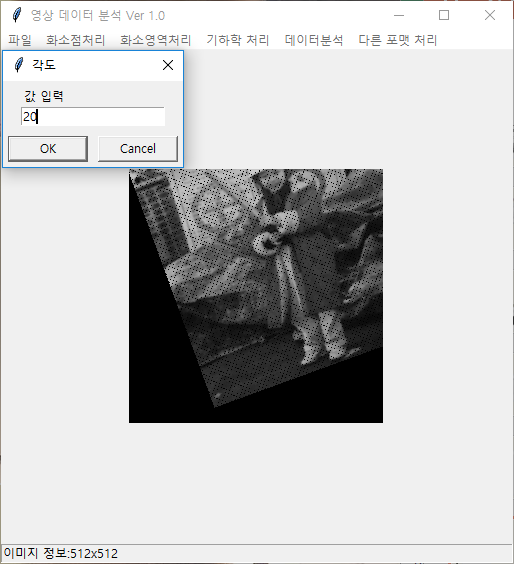 영상 데이터 분석 Ver 1.0
파일 화소점처리 화소영역처리 기하학 처리 데이터분석 다른 포맷 처리
각도
값 입력
20
OK Cancel
이미지 정보:512x512